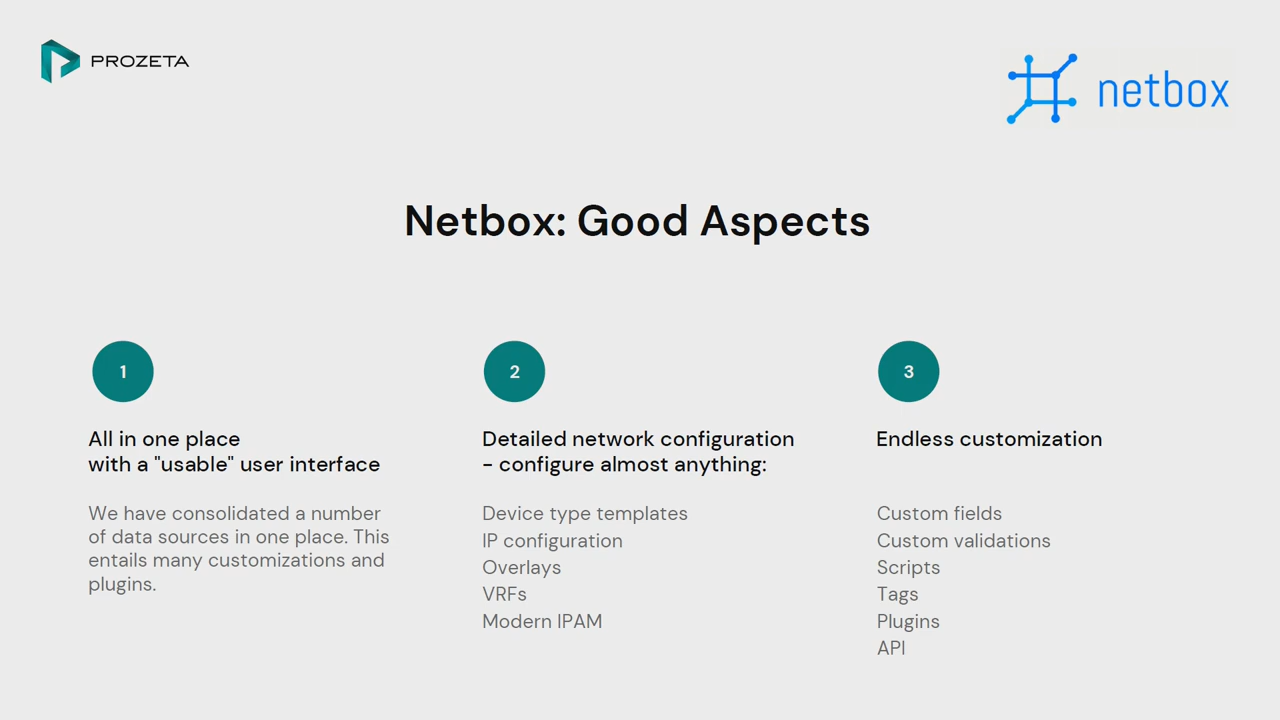 PROZETA
netbox
Netbox: Good Aspects
1
All in one place
with a "usable" user interface
We have consolidated a number
of data sources in one place. This
entails many customizations and
plugins.
2
Detailed network configuration
- configure almost anything:
Device type templates
IP configuration
Overlays
VRFs
Modern IPAM
3
Endless customization
Custom fields
Custom validations
Scripts
Tags
Plugins
API